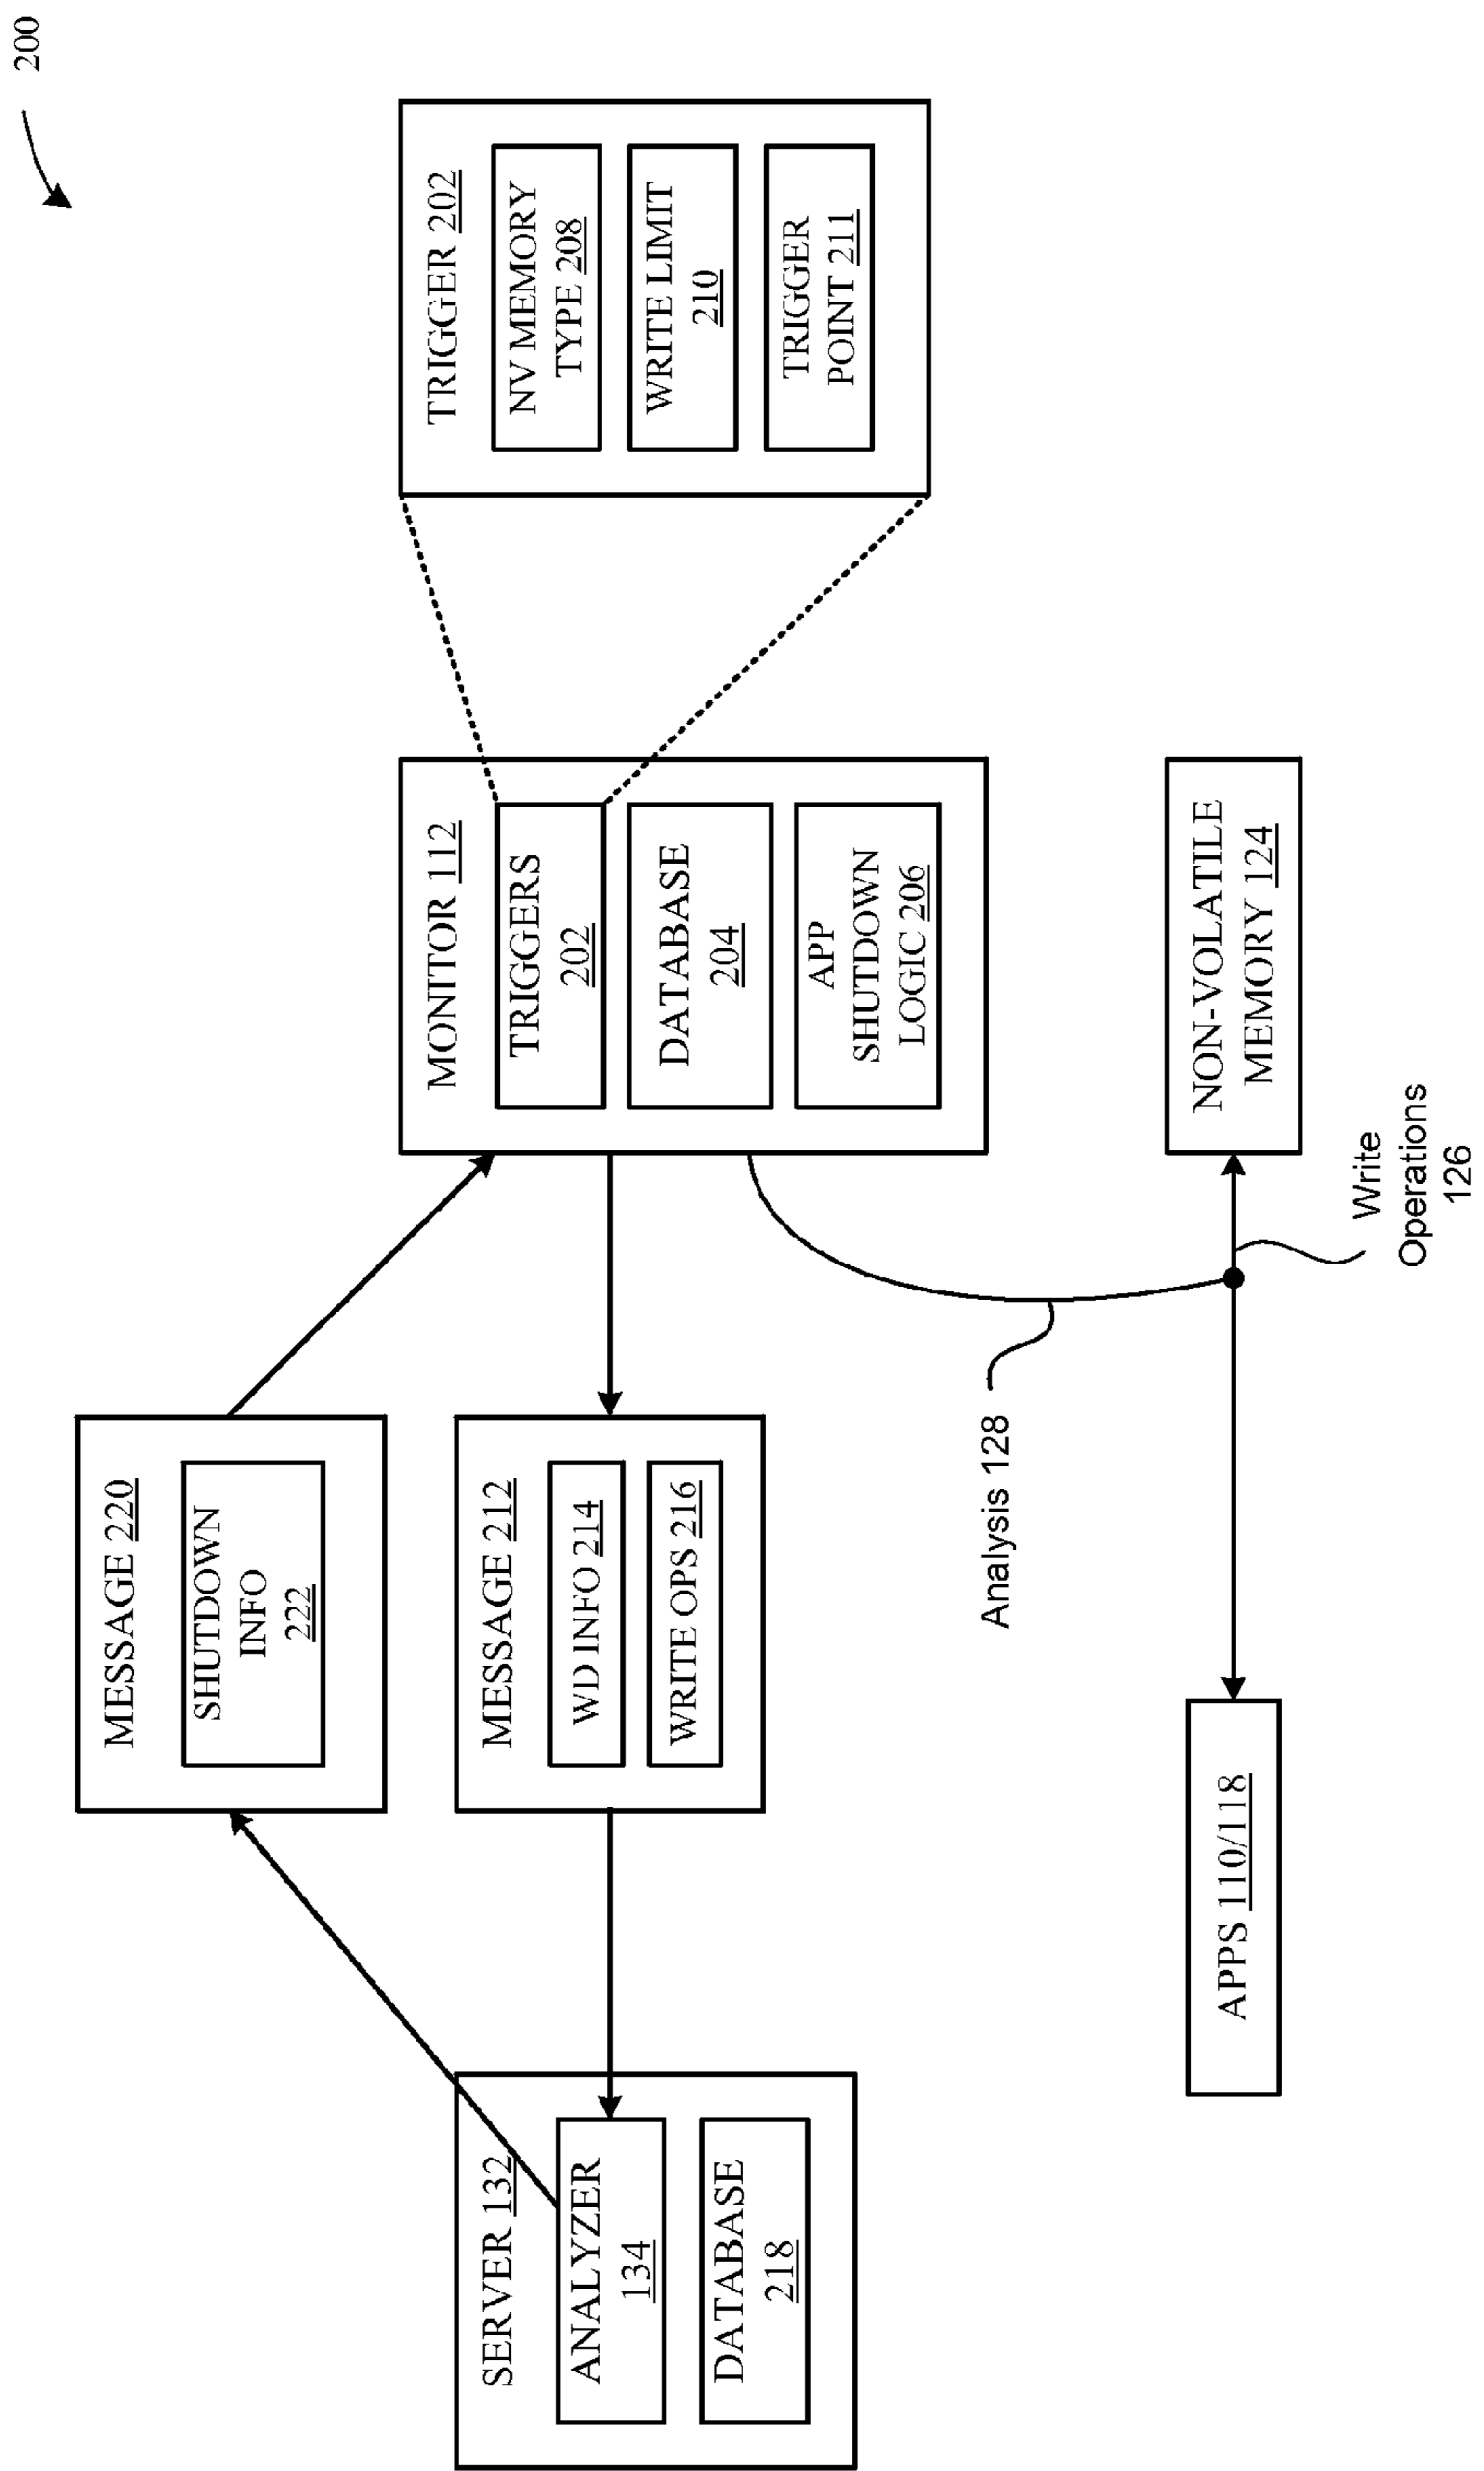 200
SERVER 132
ANALYZER
134
DATABASE
218
MESSAGE 220
SHUTDOWN
INFO
222
MESSAGE 212
WD INFO 214
WRITE OPS 216
MONITOR 112
TRIGGERS
202
DATABASE
204
APP
SHUTDOWN
LOGIC 206
TRIGGER 202
NV MEMORY
TYPE 208
WRITE LIMIT
210
TRIGGER
POINT 211
Analysis 128
APPS 110/118
NON-VOLATILE
MEMORY 124
Write
Operations
126